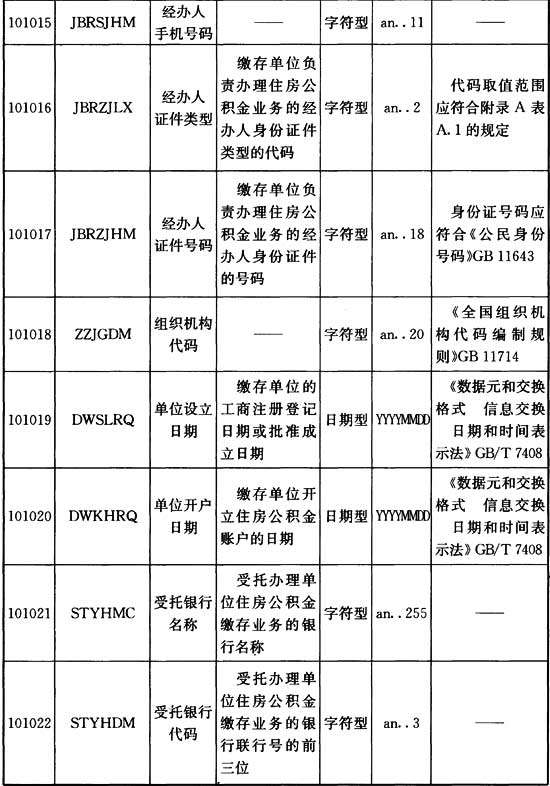 101015 JBRSJHM 经办人手机号码 —— 字符型 an..11 ——
101016 JBRZJLX 经办人证件类型 缴存单位负责办理住房公积金业务的经办人身份证件类型的代码 字符型 an..2 代码取值范围应符合附录 A 表 A.1 的规定
101017 JBRZJHM 经办人证件号码 缴存单位负责办理住房公积金业务的经办人身份证件的号码 字符型 an..18 身份证号码应符合《公民身份号码》GB 11643
101018 ZZJGDM 组织机构代码 —— 字符型 an..20 《全国组织机构代码编制规则》GB 11714
101019 DWSLRQ 单位设立日期 缴存单位的工商注册登记日期或批准成立日期 日期型 YYYYMMDD 《数据元和交换格式 信息交换 日期和时间表示法》GB/T 7408
101020 DWKHRQ 单位开户日期 缴存单位开立住房公积金账户的日期 日期型 YYYYMMDD 《数据元和交换格式 信息交换 日期和时间表示法》GB/T 7408
101021 STYHMC 受托银行名称 受托办理单位住房公积金缴存业务的银行名称 字符型 an..255 ——
101022 STYHDM 受托银行代码 受托办理单位住房公积金缴存业务的银行联行号的前三位 字符型 an..3 ——